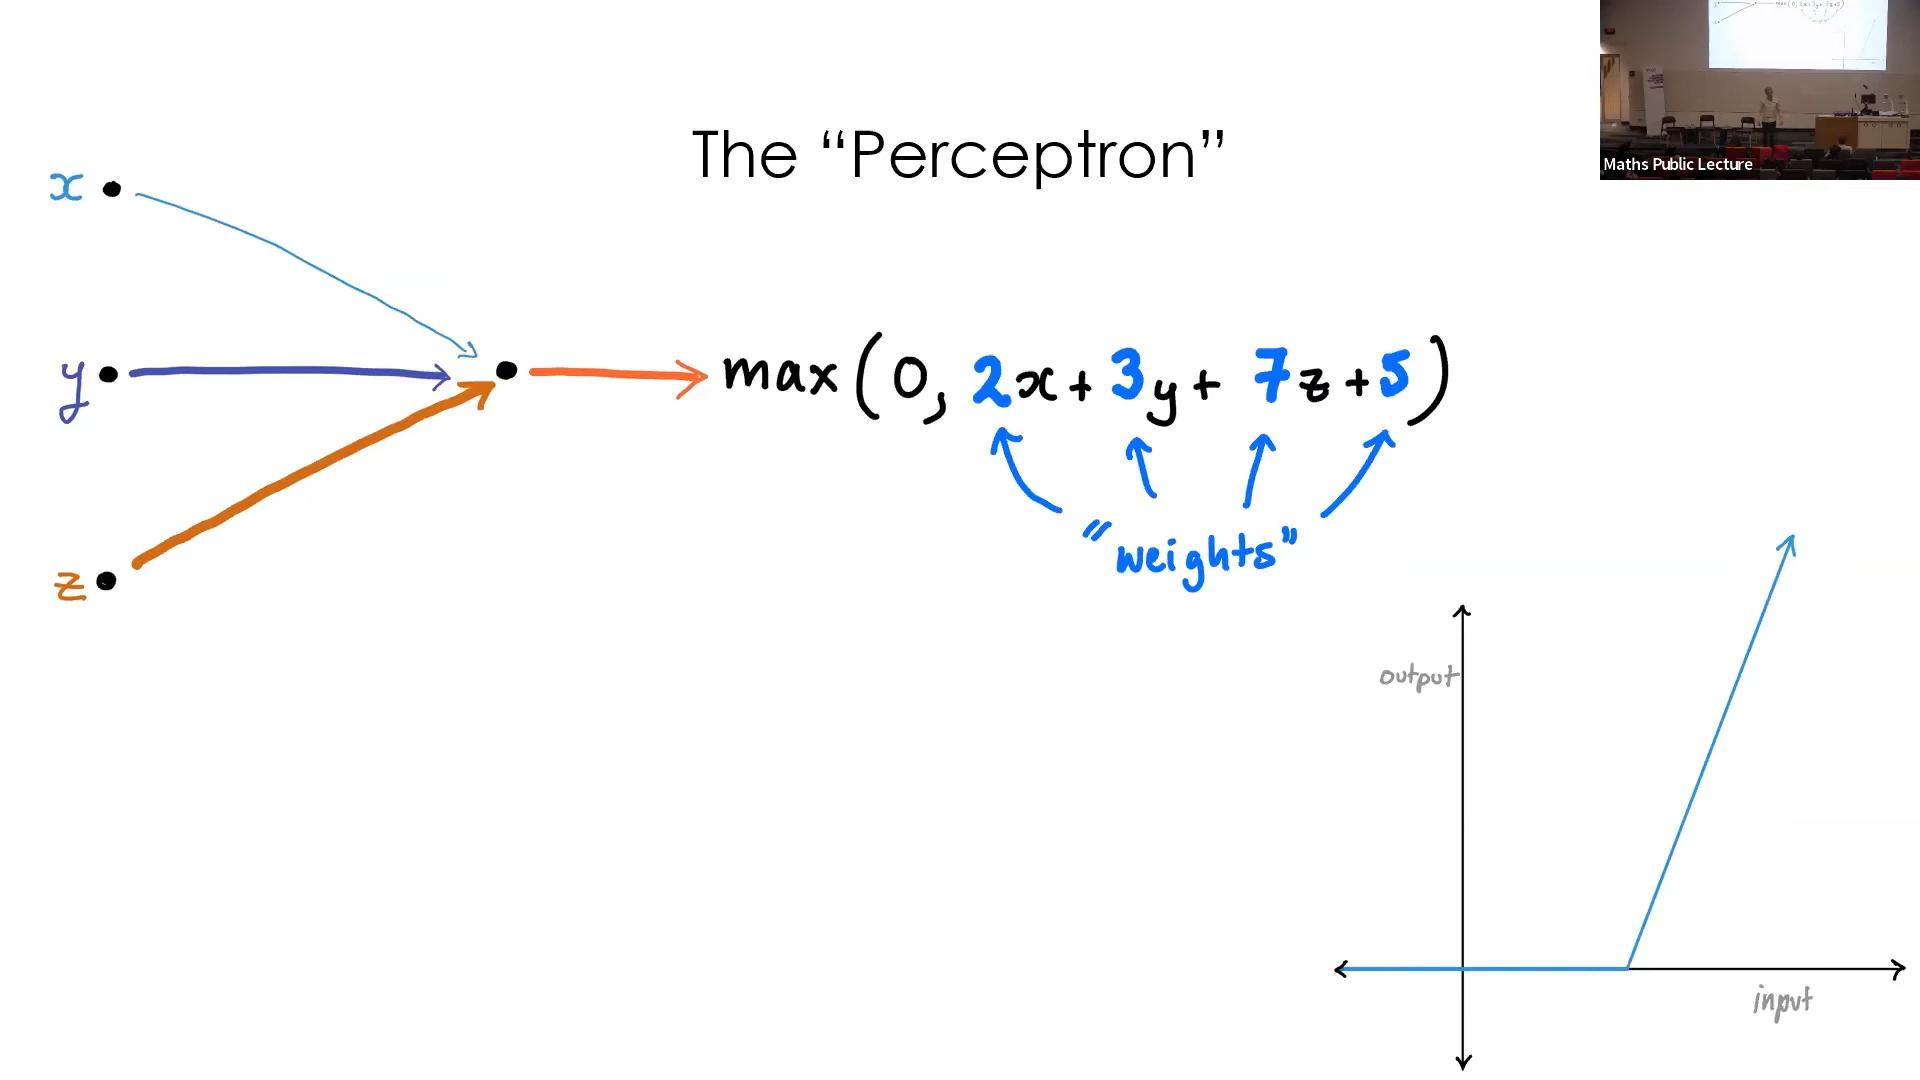 The “Perceptron”
Maths Public Lecture
x
y
z
max(0, 2x+3y+7z+5)
“weights”
output
input